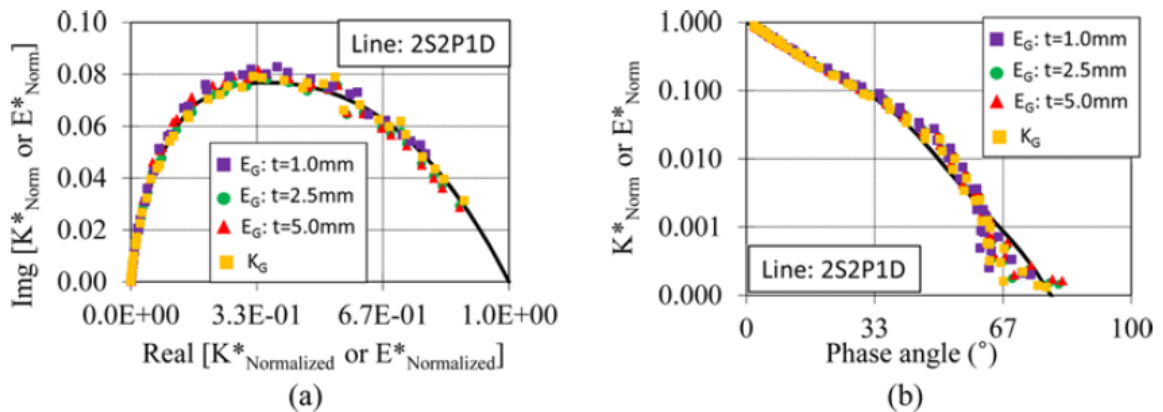 0.10
0.08
0.06
0.04
0.02
0.00
Img [K*Norm or E*Norm]
Line: 2S2P1D
EG: t=1.0mm
EG: t=2.5mm
EG: t=5.0mm
KG
0.0E+00 3.3E-01 6.7E-01 1.0E+00
Real [K*Normalized or E*Normalized]
(a)
1.000
0.100
0.010
0.001
0.000
K*Norm or E*Norm
EG: t=1.0mm
EG: t=2.5mm
EG: t=5.0mm
KG
Line: 2S2P1D
0 33 67 100
Phase angle (°)
(b)